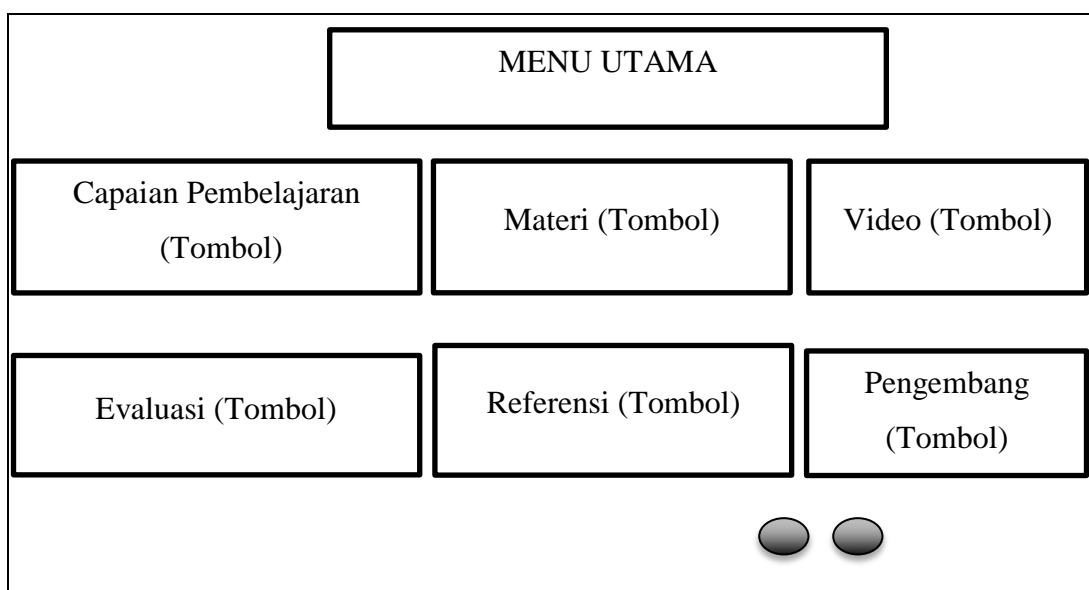 MENU UTAMA
Capaian Pembelajaran
(Tombol)
Materi (Tombol)
Video (Tombol)
Evaluasi (Tombol)
Referensi (Tombol)
Pengembang
(Tombol)